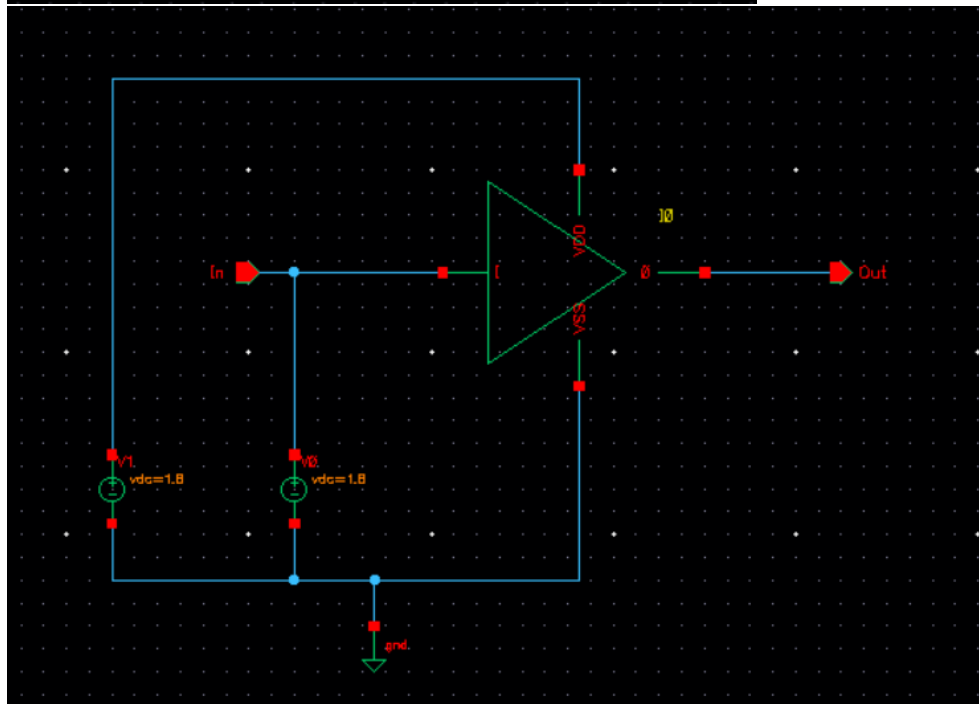 I0
VDD
In
I
O
Out
VSS
V1
vdc=1.8
V0
vdc=1.8
gnd